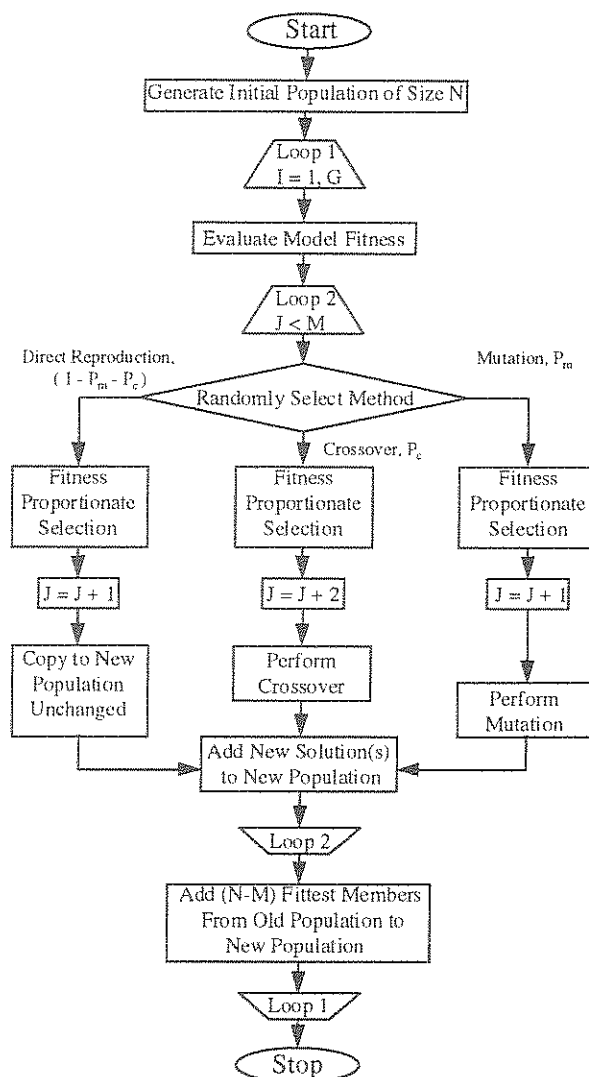 Start
Generate Initial Population of Size N
Loop 1
I = 1, G
Evaluate Model Fitness
Loop 2
J < M
Direct Reproduction,
( 1 - Pm - Pc )
Mutation, Pm
Randomly Select Method
Crossover, Pc
Fitness
Proportionate
Selection
Fitness
Proportionate
Selection
Fitness
Proportionate
Selection
J = J + 1
J = J + 2
J = J + 1
Copy to New
Population
Unchanged
Perform
Crossover
Perform
Mutation
Add New Solution(s)
to New Population
Loop 2
Add (N-M) Fittest Members
From Old Population to
New Population
Loop 1
Stop